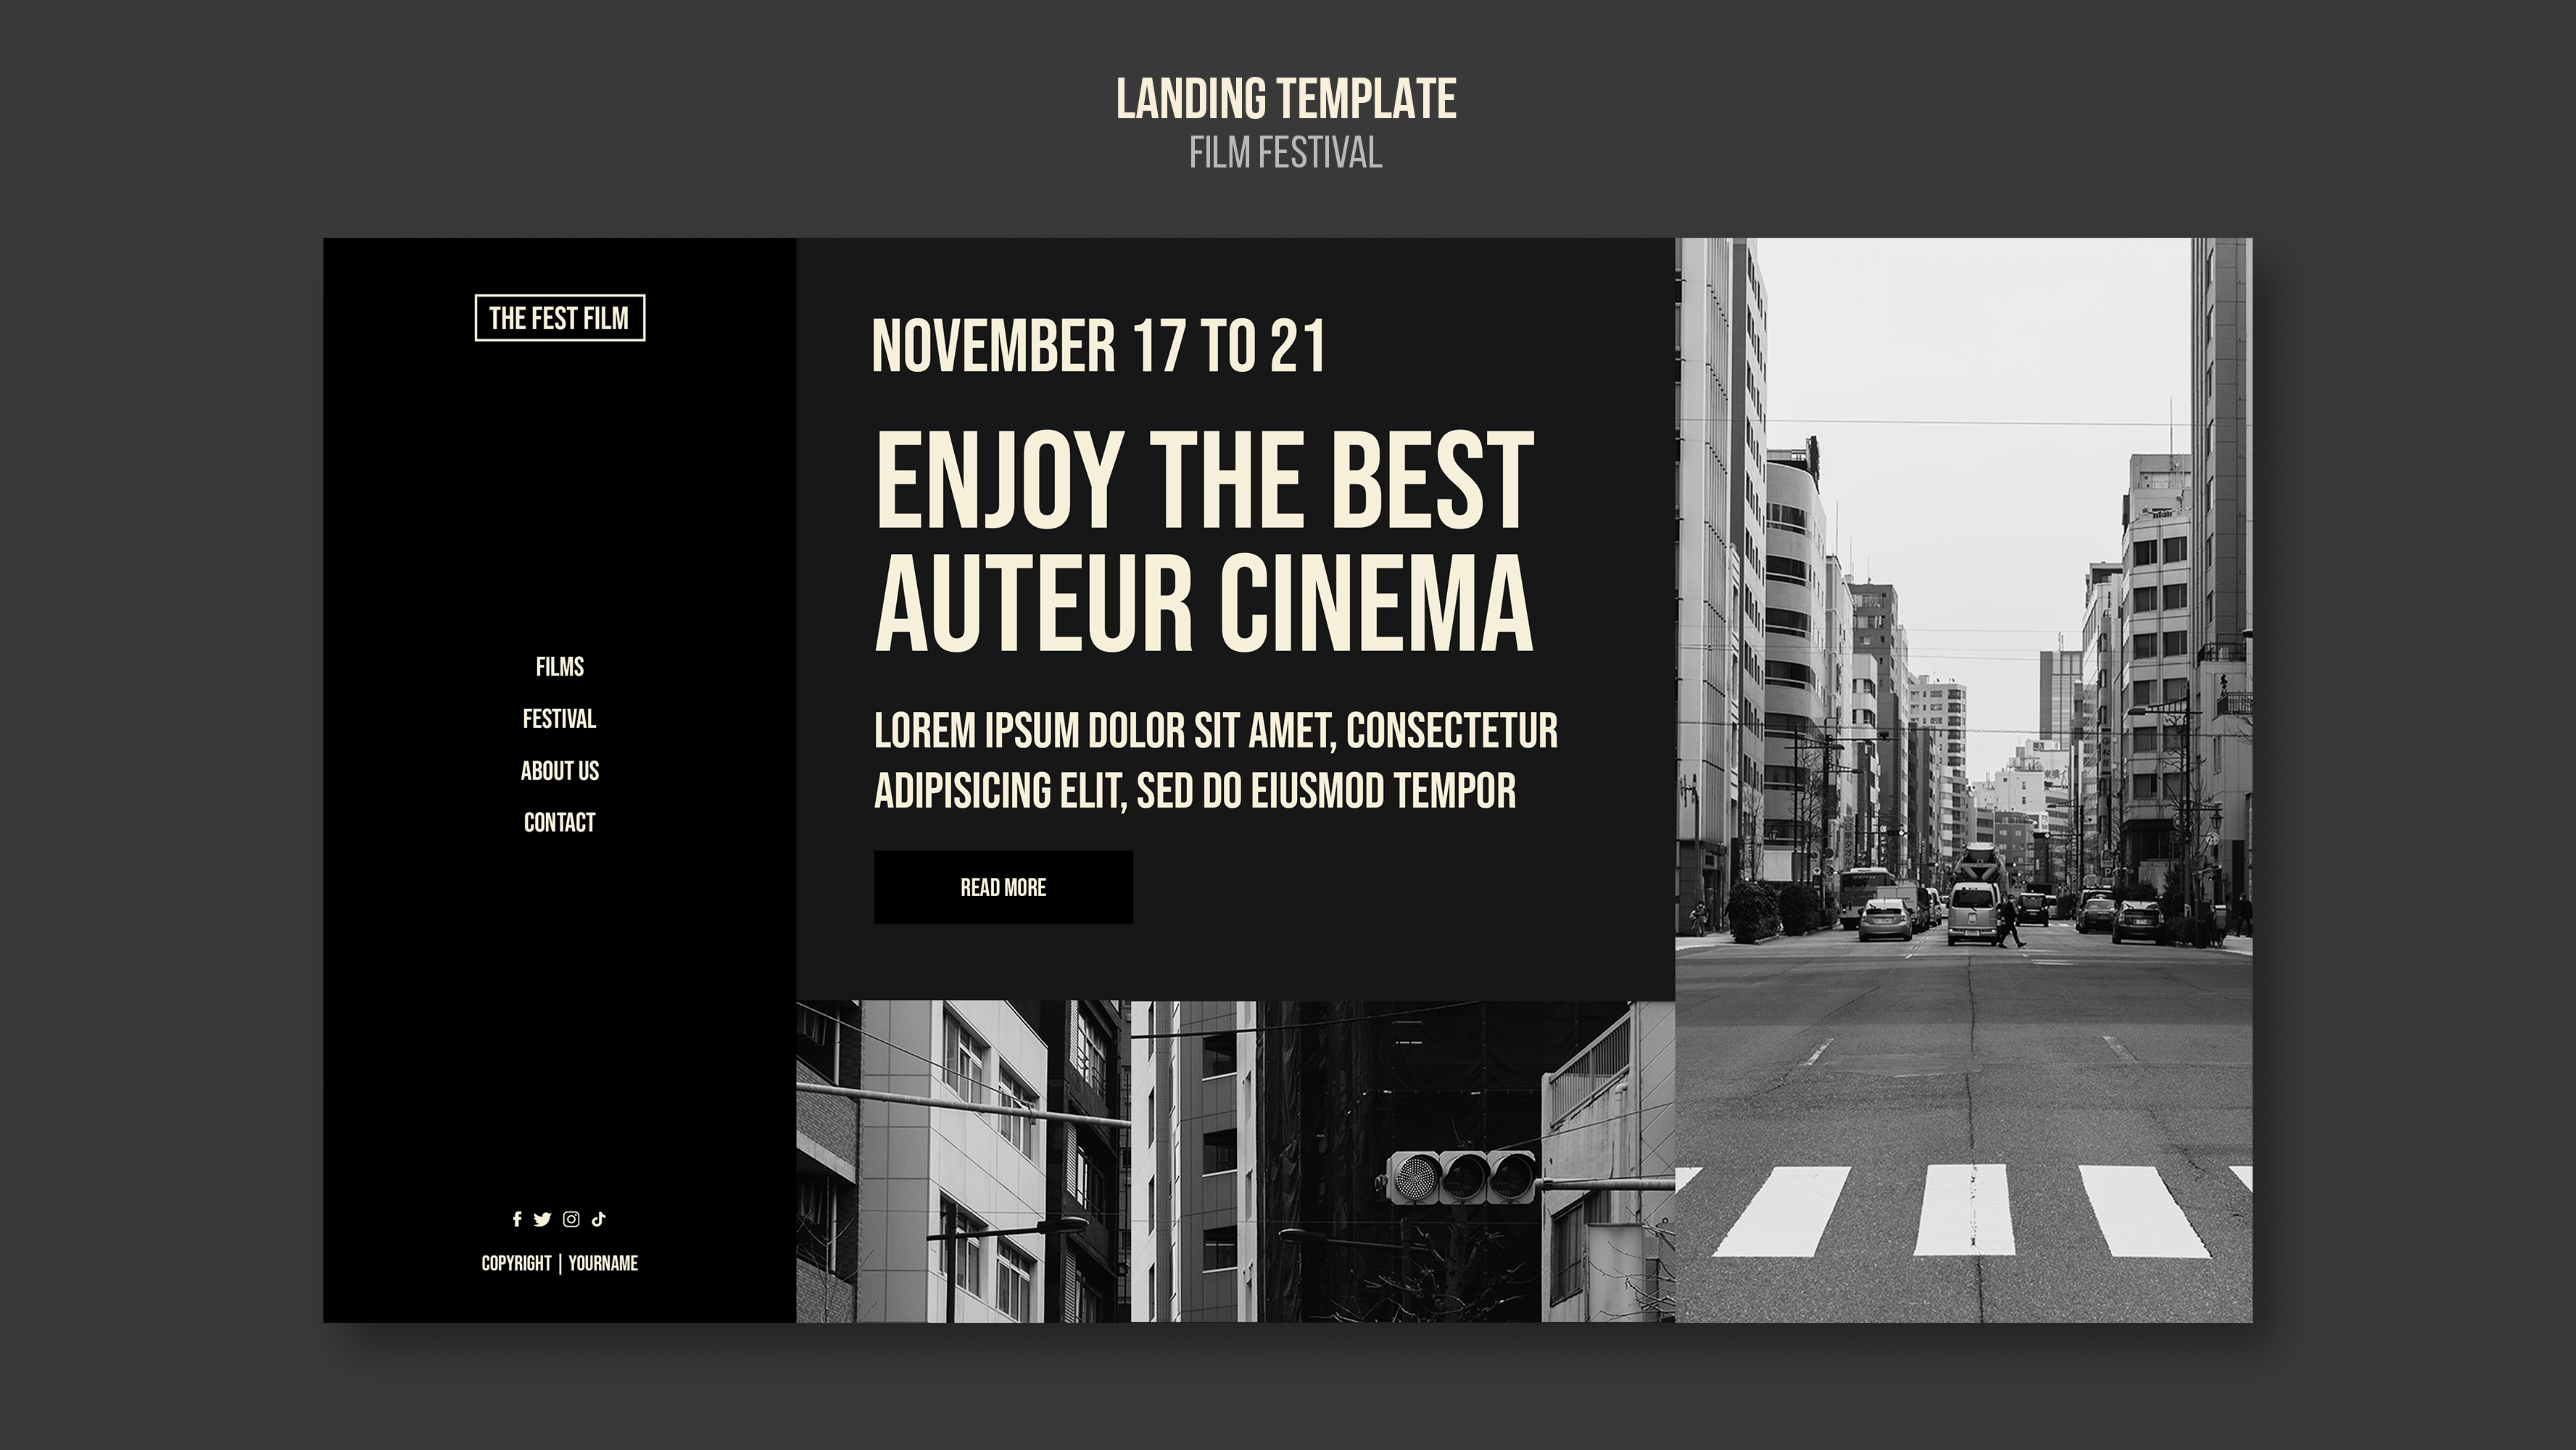 LANDING TEMPLATE
FILM FESTIVAL
THE FEST FILM
FILMS
FESTIVAL
ABOUT US
CONTACT
COPYRIGHT | YOURNAME
NOVEMBER 17 TO 21
ENJOY THE BEST
AUTEUR CINEMA
LOREM IPSUM DOLOR SIT AMET, CONSECTETUR
ADIPISICING ELIT, SED DO EIUSMOD TEMPOR
READ MORE